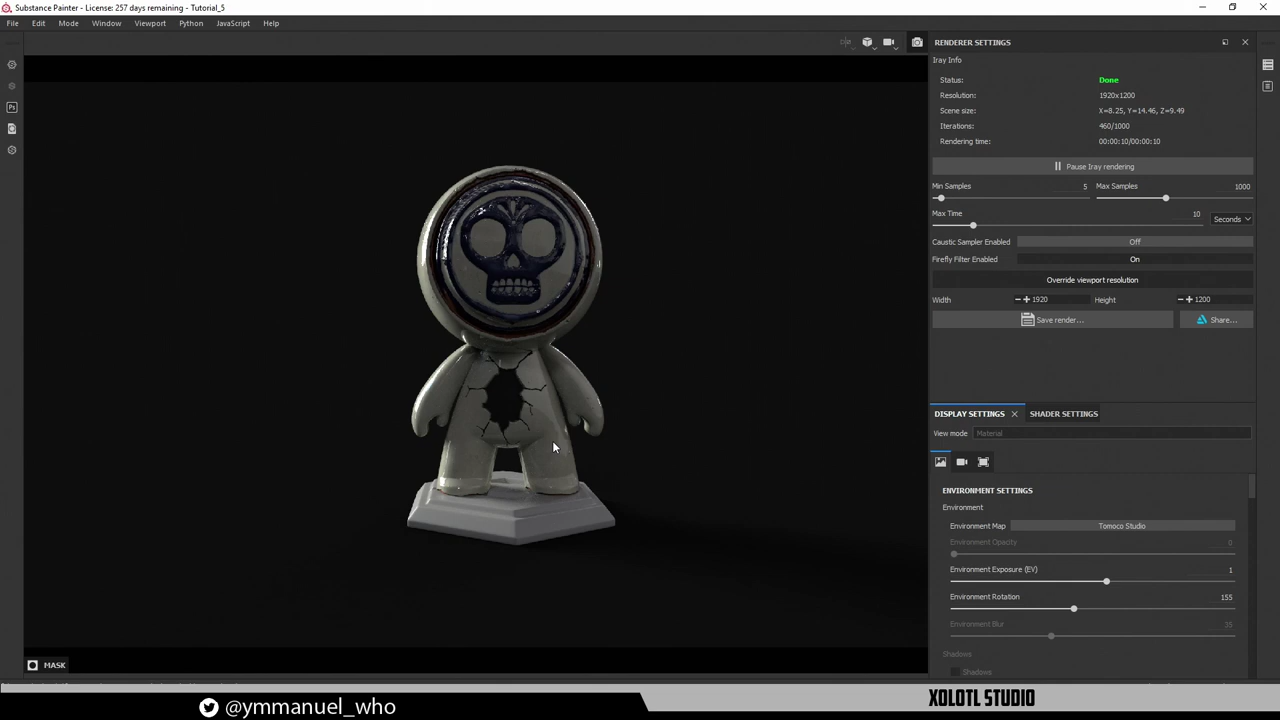 Substance Painter - License: 257 days remaining - Tutorial_5
File Edit Mode Window Viewport Python JavaScript Help
RENDERER SETTINGS
Iray Info
Status: Done
Resolution: 1920x1200
Scene size: X=8.25, Y=14.46, Z=9.49
Iterations: 460/1000
Rendering time: 00:00:10/00:00:10
Pause Iray rendering
Min Samples 5 Max Samples 1000
Max Time 10 Seconds
Caustic Sampler Enabled Off
Firefly Filter Enabled On
Override viewport resolution
Width 1920 Height 1200
Save render... Share...
DISPLAY SETTINGS SHADER SETTINGS
View mode Material
ENVIRONMENT SETTINGS
Environment
Environment Map Tomoco Studio
Environment Opacity 0
Environment Exposure (EV) 1
Environment Rotation 155
Environment Blur 35
Shadows
Shadows
Ps
MASK
@ymmanuel_who
XOLOTL STUDIO